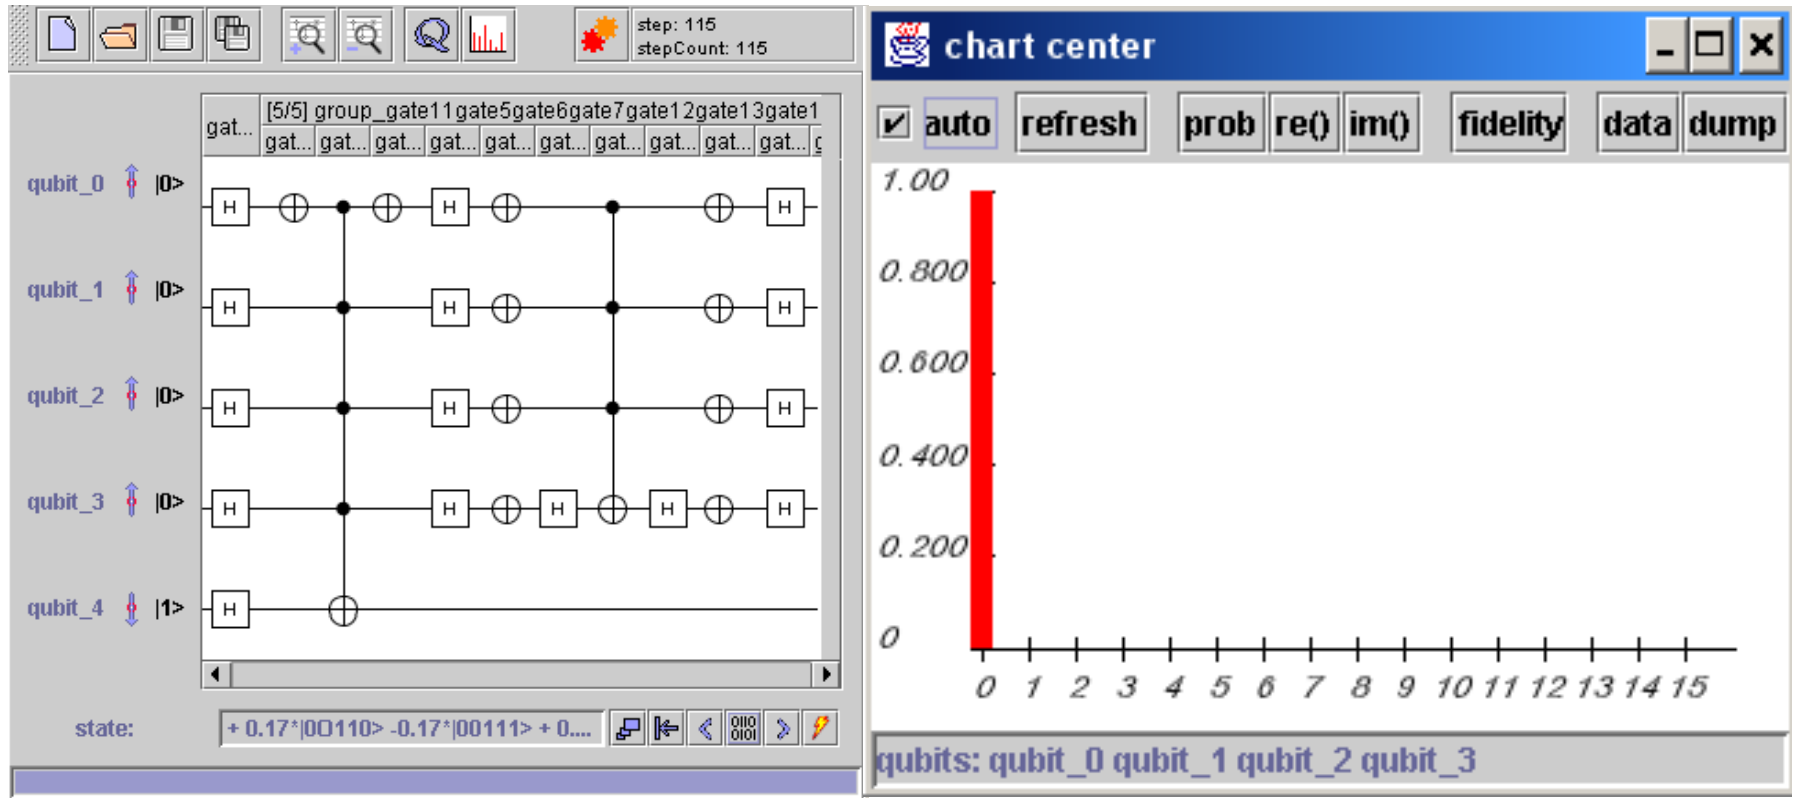 step: 115
stepCount: 115
gat...
[5/5] group_gate11gate5gate6gate7gate12gate13gate1
gat... gat... gat... gat... gat... gat... gat... gat... gat... gat... g
qubit_0 |0>
H H H
qubit_1 |0>
H H H
qubit_2 |0>
H H H
qubit_3 |0>
H H H H H
qubit_4 |1>
H
state: + 0.17*|00110> -0.17*|00111> + 0....
0110
0101
chart center
auto refresh prob re() im() fidelity data dump
1.00
0.800
0.600
0.400
0.200
0
0 1 2 3 4 5 6 7 8 9 10 11 12 13 14 15
qubits: qubit_0 qubit_1 qubit_2 qubit_3